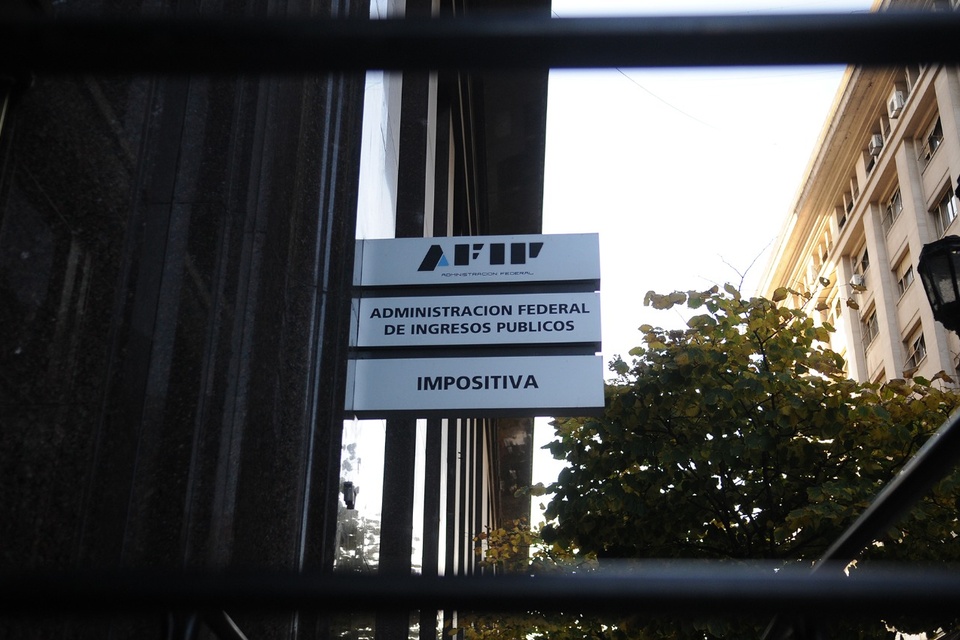 AFIP
ADMINISTRACION FEDERAL
ADMINISTRACION FEDERAL
DE INGRESOS PUBLICOS
IMPOSITIVA